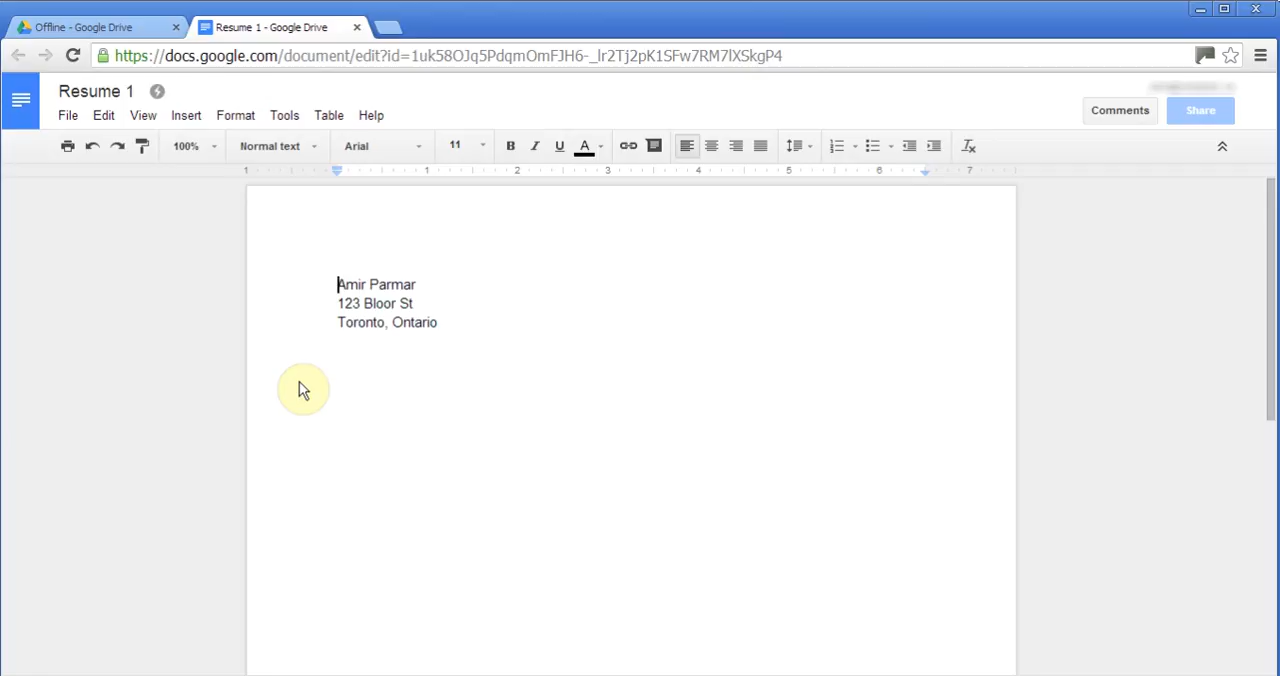 Offline - Google Drive
Resume 1 - Google Drive
https://docs.google.com/document/edit?id=1uk58OJq5PdqmOmFJH6-_lr2Tj2pK1SFw7RM7lXSkgP4
Resume 1
File Edit View Insert Format Tools Table Help
Comments Share
100% Normal text Arial 11 B I U A
1 1 2 3 4 5 6 7
Amir Parmar
123 Bloor St
Toronto, Ontario